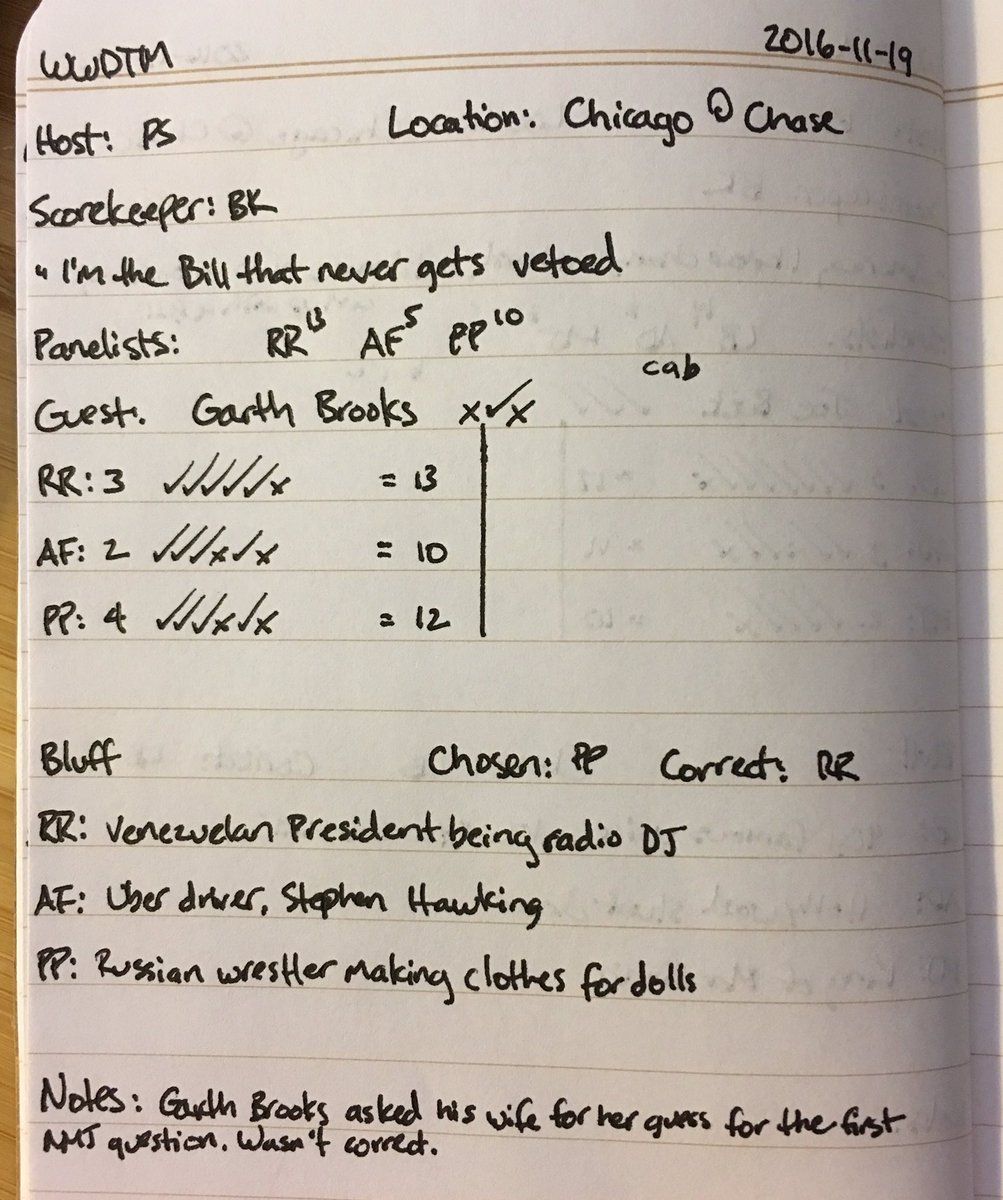 WWDTM 2016-11-19
Host: PS Location: Chicago @ Chase
Scorekeeper: BK
" I'm the Bill that never gets vetoed
Panelists: RR 13 AF 5 PP 10
cab
Guest: Garth Brooks x✓x
RR: 3 ✓✓✓✓✓x = 13
AF: 2 ✓✓✓x✓x = 10
PP: 4 ✓✓✓x✓x = 12
Bluff Chosen: PP Correct: RR
RR: Venezuelan President being radio DJ
AF: Uber driver, Stephen Hawking
PP: Russian wrestler making clothes for dolls
Notes: Garth Brooks asked his wife for her guess for the first
NMJ question. Wasn't correct.